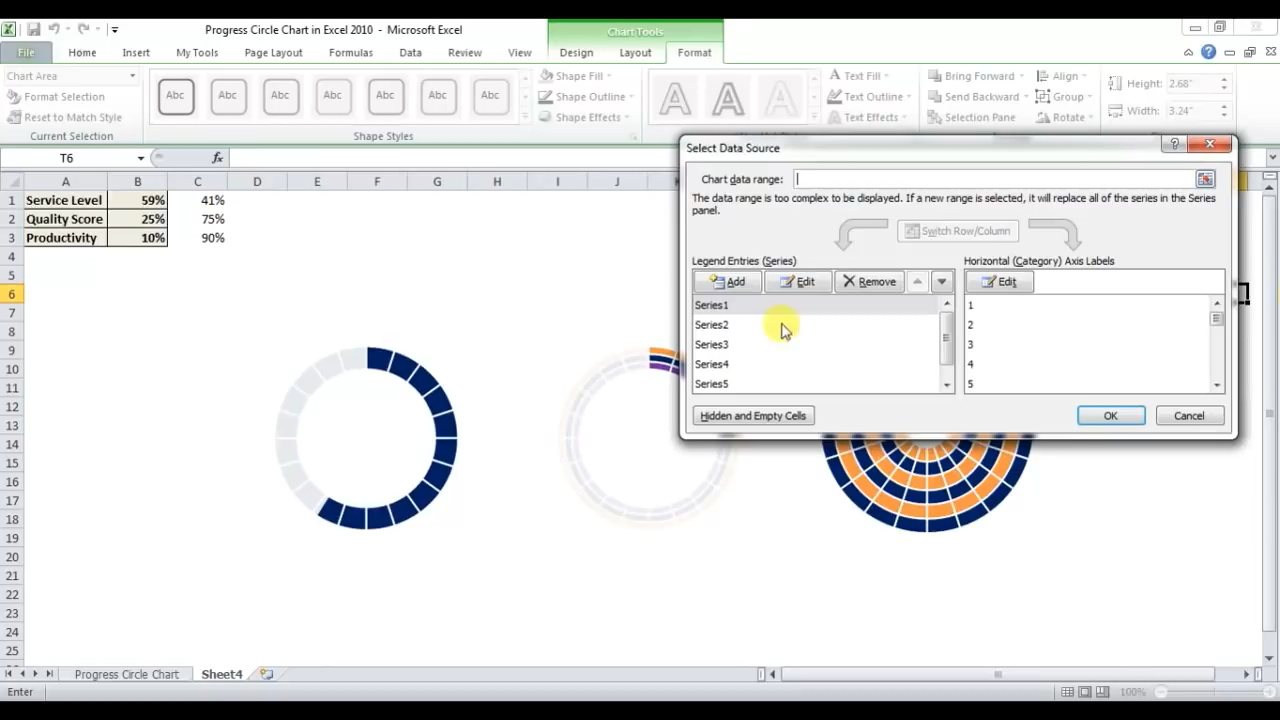 Progress Circle Chart in Excel 2010 - Microsoft Excel
Chart Tools
File Home Insert My Tools Page Layout Formulas Data Review View Design Layout Format
Chart Area
Format Selection
Reset to Match Style
Current Selection
Abc Abc Abc Abc Abc Abc Abc
Shape Styles
Shape Fill
Shape Outline
Shape Effects
A A A
Text Fill
Text Outline
Text Effects
Bring Forward
Send Backward
Selection Pane
Align
Group
Rotate
Height: 2.68"
Width: 3.24"
T6 fx
A B C D E F G H I J
1 Service Level 59% 41%
2 Quality Score 25% 75%
3 Productivity 10% 90%
4
5
6
7
8
9
10
11
12
13
14
15
16
17
18
19
20
21
22
23
24
25
Select Data Source
Chart data range:
The data range is too complex to be displayed. If a new range is selected, it will replace all of the series in the Series
panel.
Switch Row/Column
Legend Entries (Series)
Add Edit Remove
Series1
Series2
Series3
Series4
Series5
Horizontal (Category) Axis Labels
Edit
1
2
3
4
5
Hidden and Empty Cells
OK Cancel
Progress Circle Chart Sheet4
Enter 100%